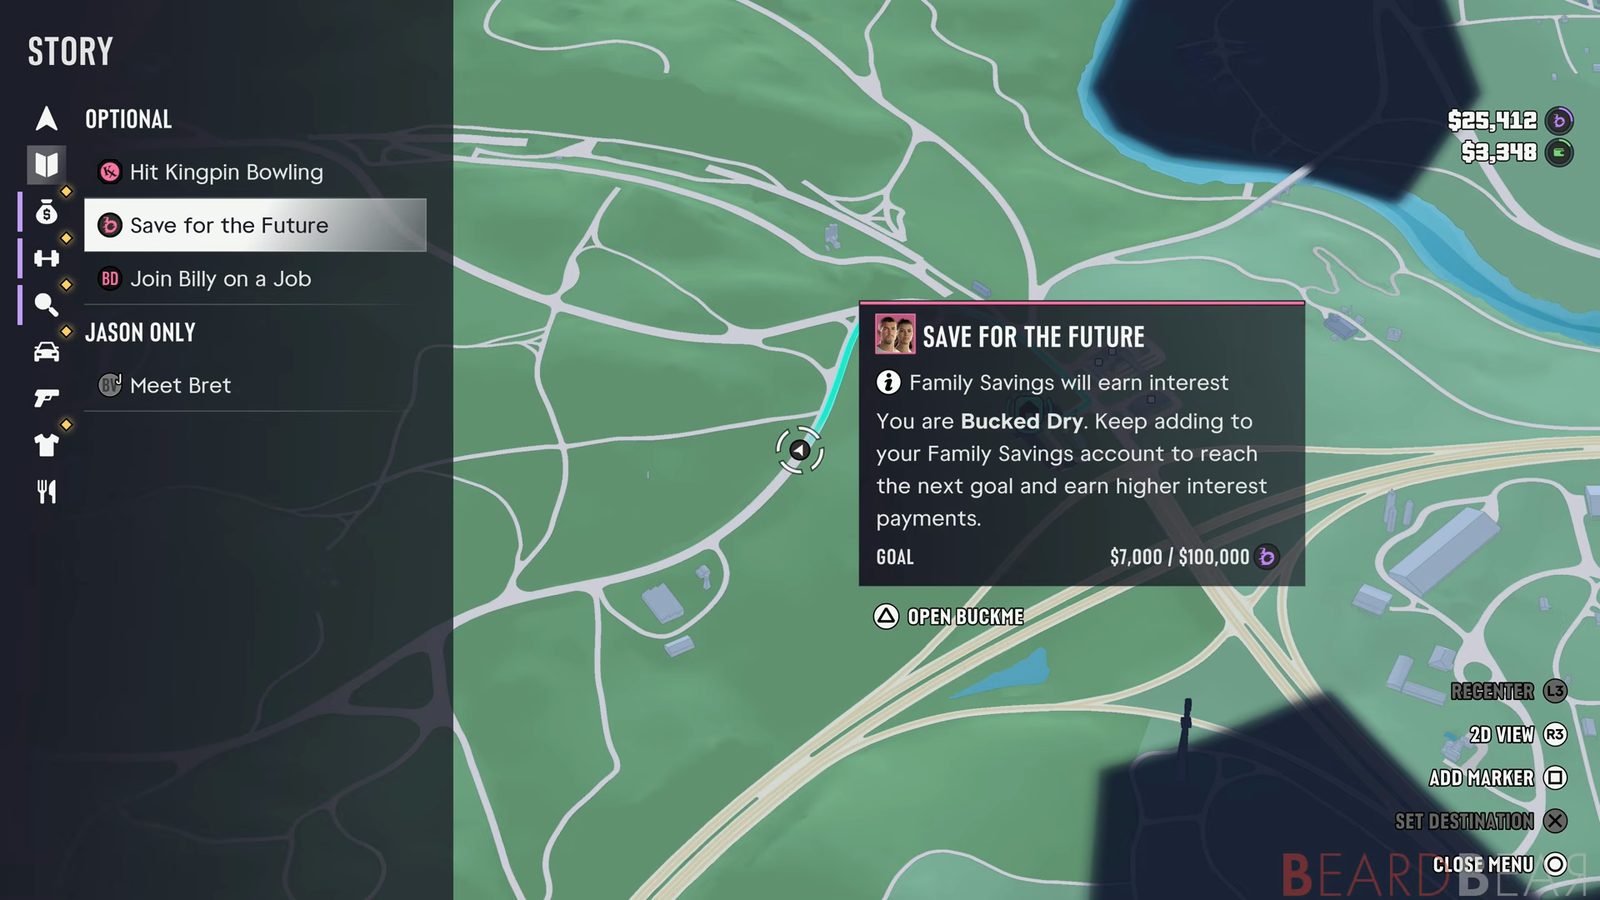 STORY
OPTIONAL
Hit Kingpin Bowling
Save for the Future
BD Join Billy on a Job
JASON ONLY
Meet Bret
$25,412
$3,348
SAVE FOR THE FUTURE
Family Savings will earn interest
You are Bucked Dry. Keep adding to
your Family Savings account to reach
the next goal and earn higher interest
payments.
GOAL $7,000 / $100,000
OPEN BUCKME
RECENTER L3
2D VIEW R3
ADD MARKER
SET DESTINATION
CLOSE MENU
BEARDBEAR